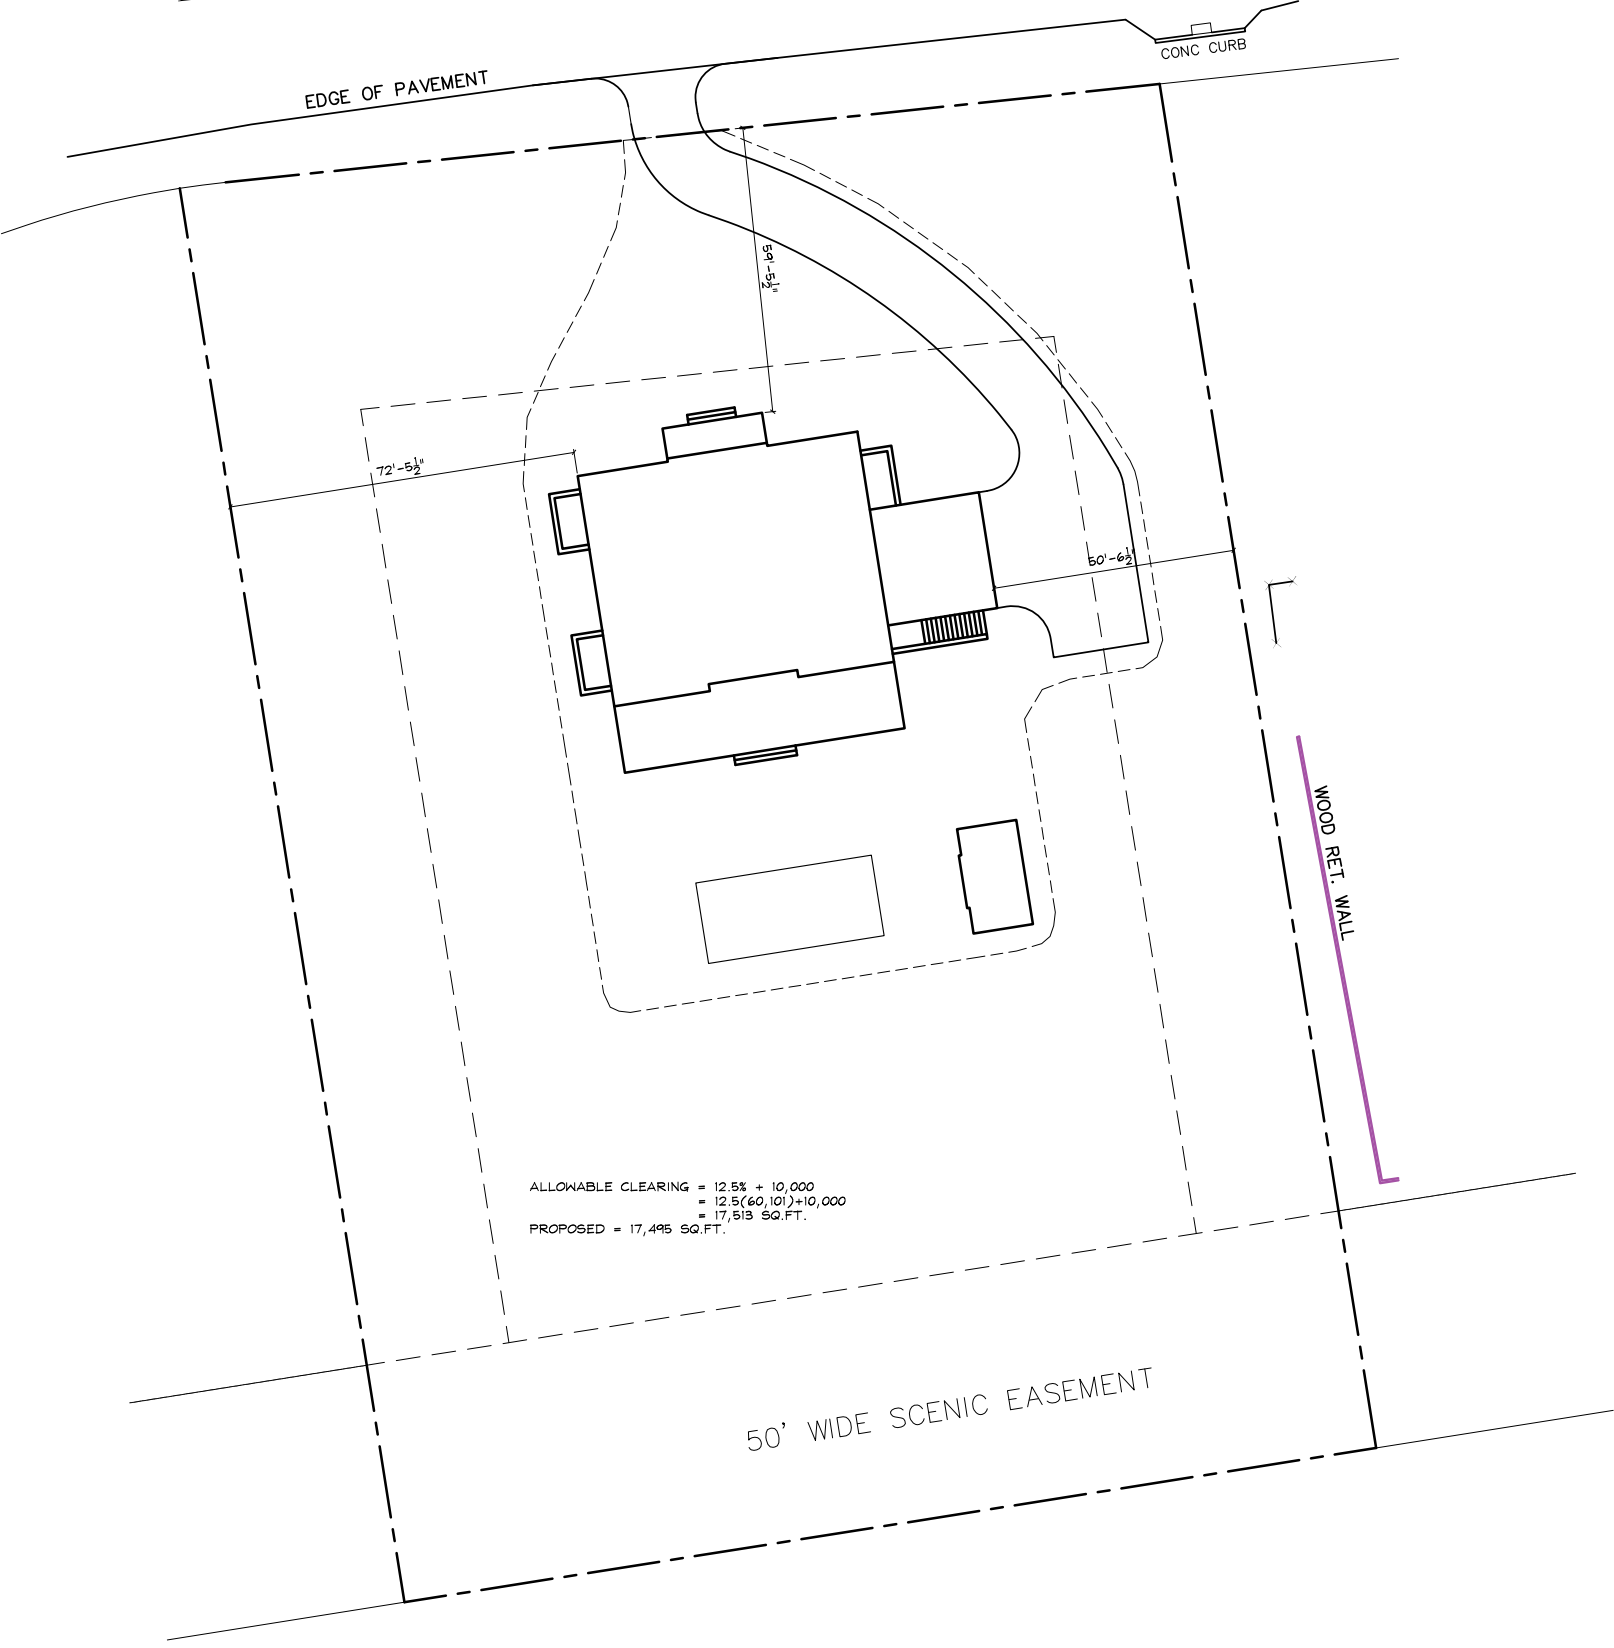 CONC CURB
EDGE OF PAVEMENT
59'-5½"
72'-5½"
50'-6½"
WOOD RET. WALL
ALLOWABLE CLEARING = 12.5% + 10,000
= 12.5(60,101)+10,000
= 17,513 SQ.FT.
PROPOSED = 17,495 SQ.FT.
50' WIDE SCENIC EASEMENT